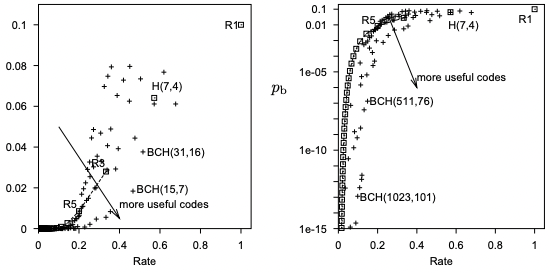 0.1
0.08
0.06
0.04
0.02
0
0 0.2 0.4 0.6 0.8 1
Rate
R1
H(7,4)
BCH(31,16)
R3
BCH(15,7)
R5
more useful codes
p_b
0.1
0.01
1e-05
1e-10
1e-15
0 0.2 0.4 0.6 0.8 1
Rate
R5
H(7,4)
R1
more useful codes
BCH(511,76)
BCH(1023,101)